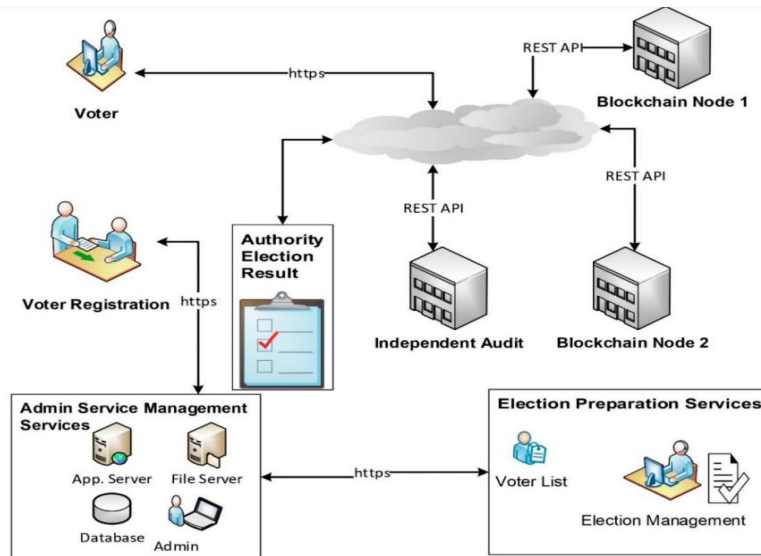 https
Voter
REST API
Blockchain Node 1
REST API
REST API
Authority
Election
Result
Voter Registration
https
Independent Audit
Blockchain Node 2
Admin Service Management
Services
App. Server
File Server
Database
Admin
https
Election Preparation Services
Voter List
Election Management